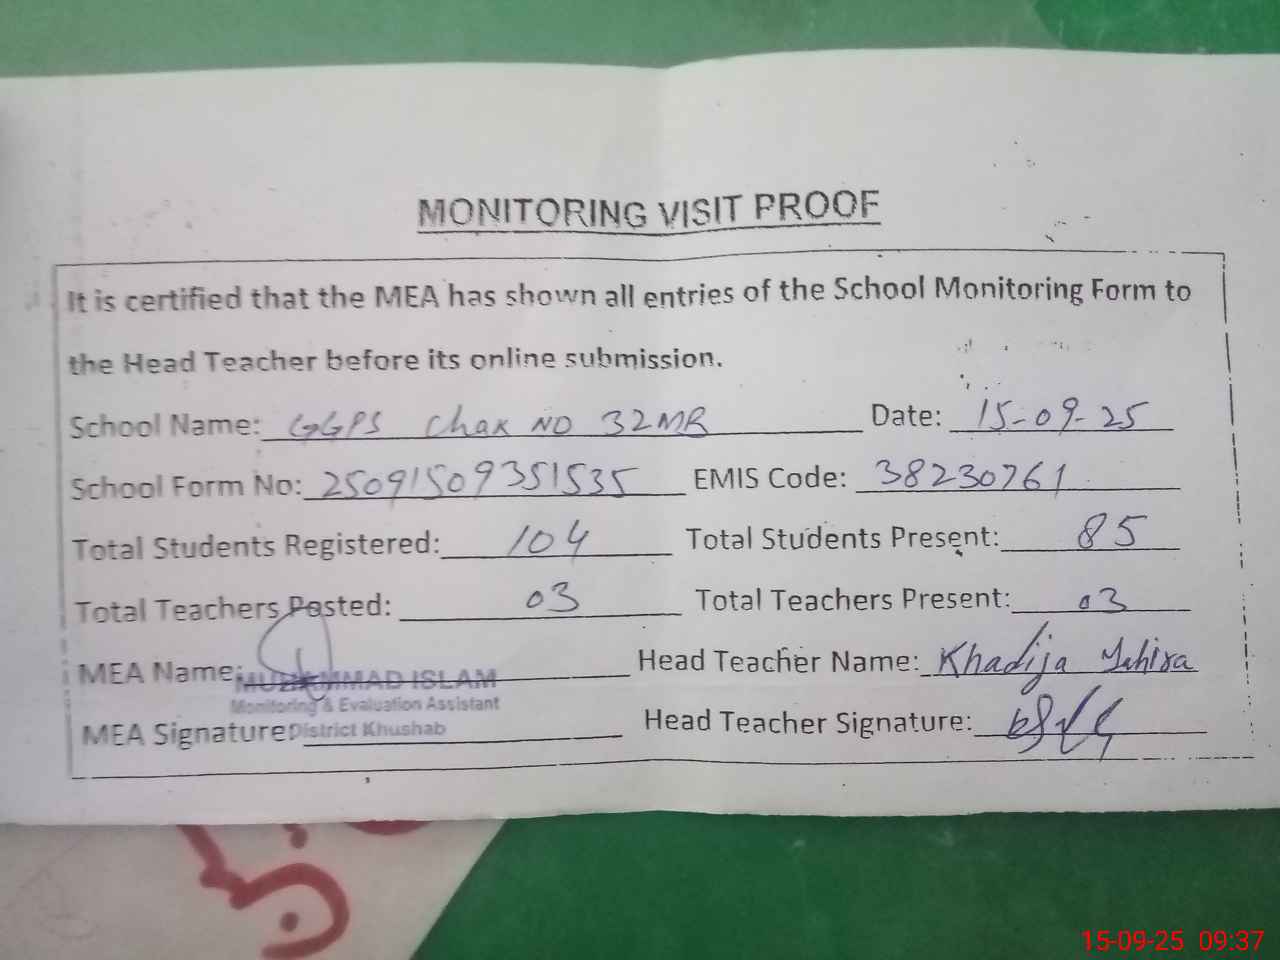 MONITORING VISIT PROOF
It is certified that the MEA has shown all entries of the School Monitoring Form to
the Head Teacher before its online submission.
School Name: GGPS Chak NO 32MB Date: 15-09-25
School Form No: 25091509351535 EMIS Code: 38230761
Total Students Registered: 104 Total Students Present: 85
Total Teachers Posted: 03 Total Teachers Present: 03
MEA Name: MUZAMMAD ISLAM Head Teacher Name: Khadija
Monitoring & Evaluation Assistant
MEA Signature District Khushab Head Teacher Signature:
15-09-25 09:37